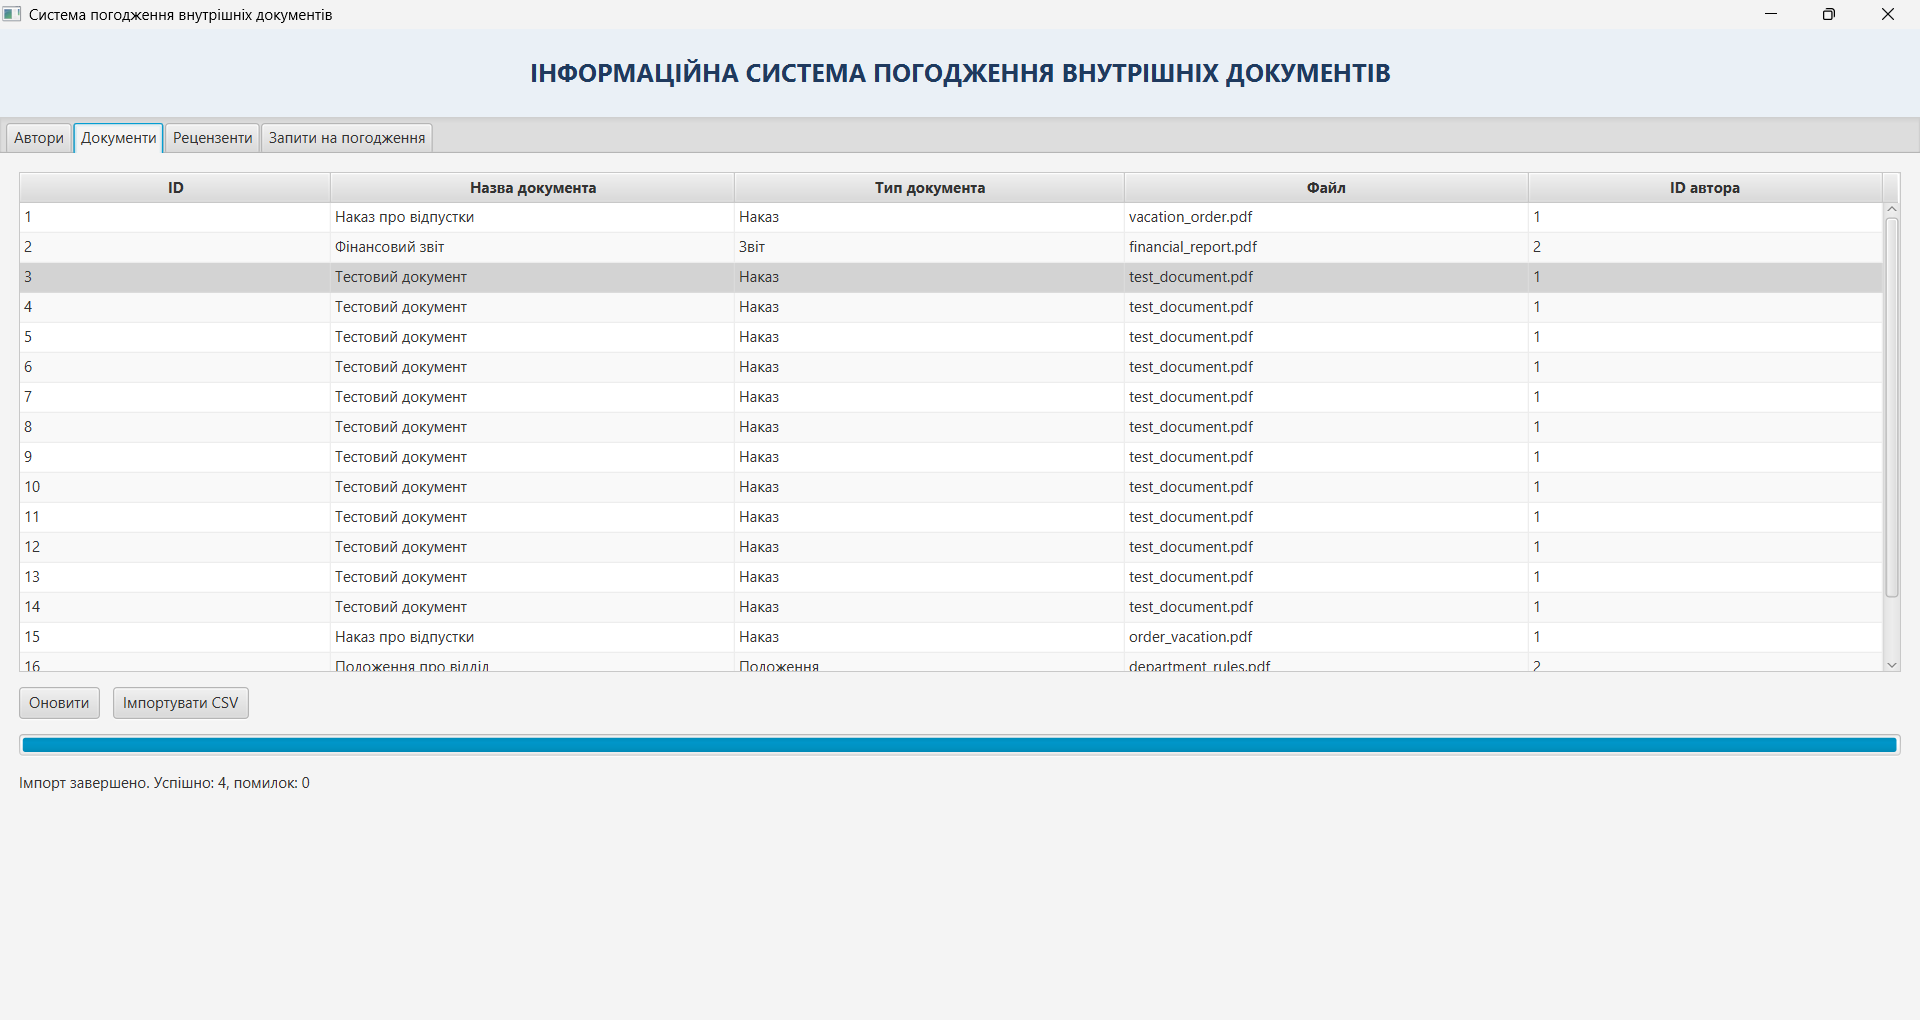 Система погодження внутрішніх документів
ІНФОРМАЦІЙНА СИСТЕМА ПОГОДЖЕННЯ ВНУТРІШНІХ ДОКУМЕНТІВ
Автори Документи Рецензенти Запити на погодження
ID Назва документа Тип документа Файл ID автора
1 Наказ про відпустки Наказ vacation_order.pdf 1
2 Фінансовий звіт Звіт financial_report.pdf 2
3 Тестовий документ Наказ test_document.pdf 1
4 Тестовий документ Наказ test_document.pdf 1
5 Тестовий документ Наказ test_document.pdf 1
6 Тестовий документ Наказ test_document.pdf 1
7 Тестовий документ Наказ test_document.pdf 1
8 Тестовий документ Наказ test_document.pdf 1
9 Тестовий документ Наказ test_document.pdf 1
10 Тестовий документ Наказ test_document.pdf 1
11 Тестовий документ Наказ test_document.pdf 1
12 Тестовий документ Наказ test_document.pdf 1
13 Тестовий документ Наказ test_document.pdf 1
14 Тестовий документ Наказ test_document.pdf 1
15 Наказ про відпустки Наказ order_vacation.pdf 1
16 Положення про відділ Положення department_rules.pdf 2
Оновити Імпортувати CSV
Імпорт завершено. Успішно: 4, помилок: 0